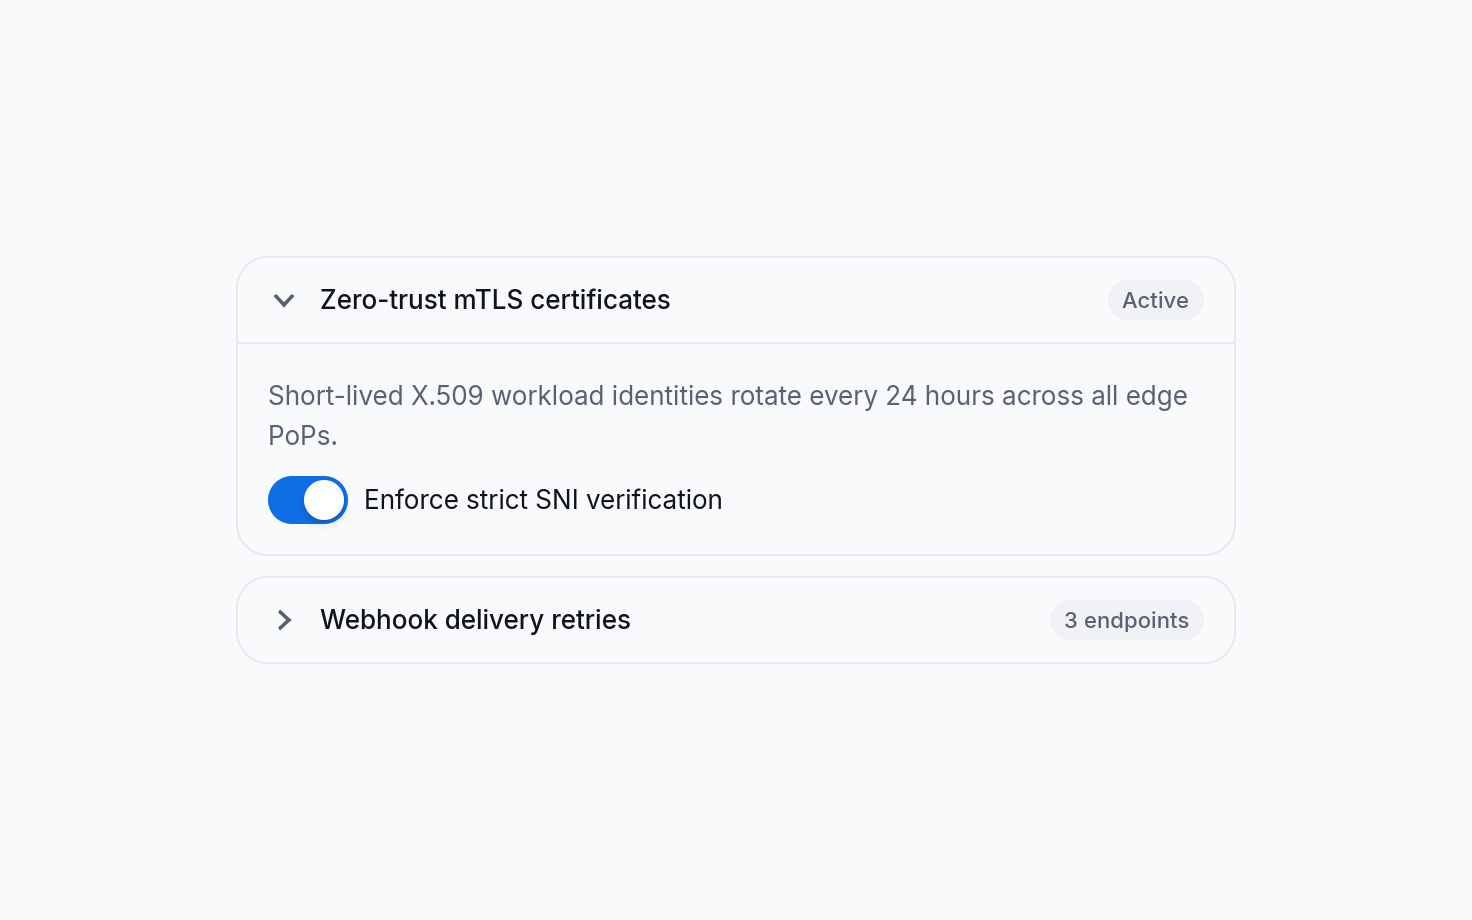 Zero-trust mTLS certificates
Active
Short-lived X.509 workload identities rotate every 24 hours across all edge
PoPs.
Enforce strict SNI verification
Webhook delivery retries
3 endpoints